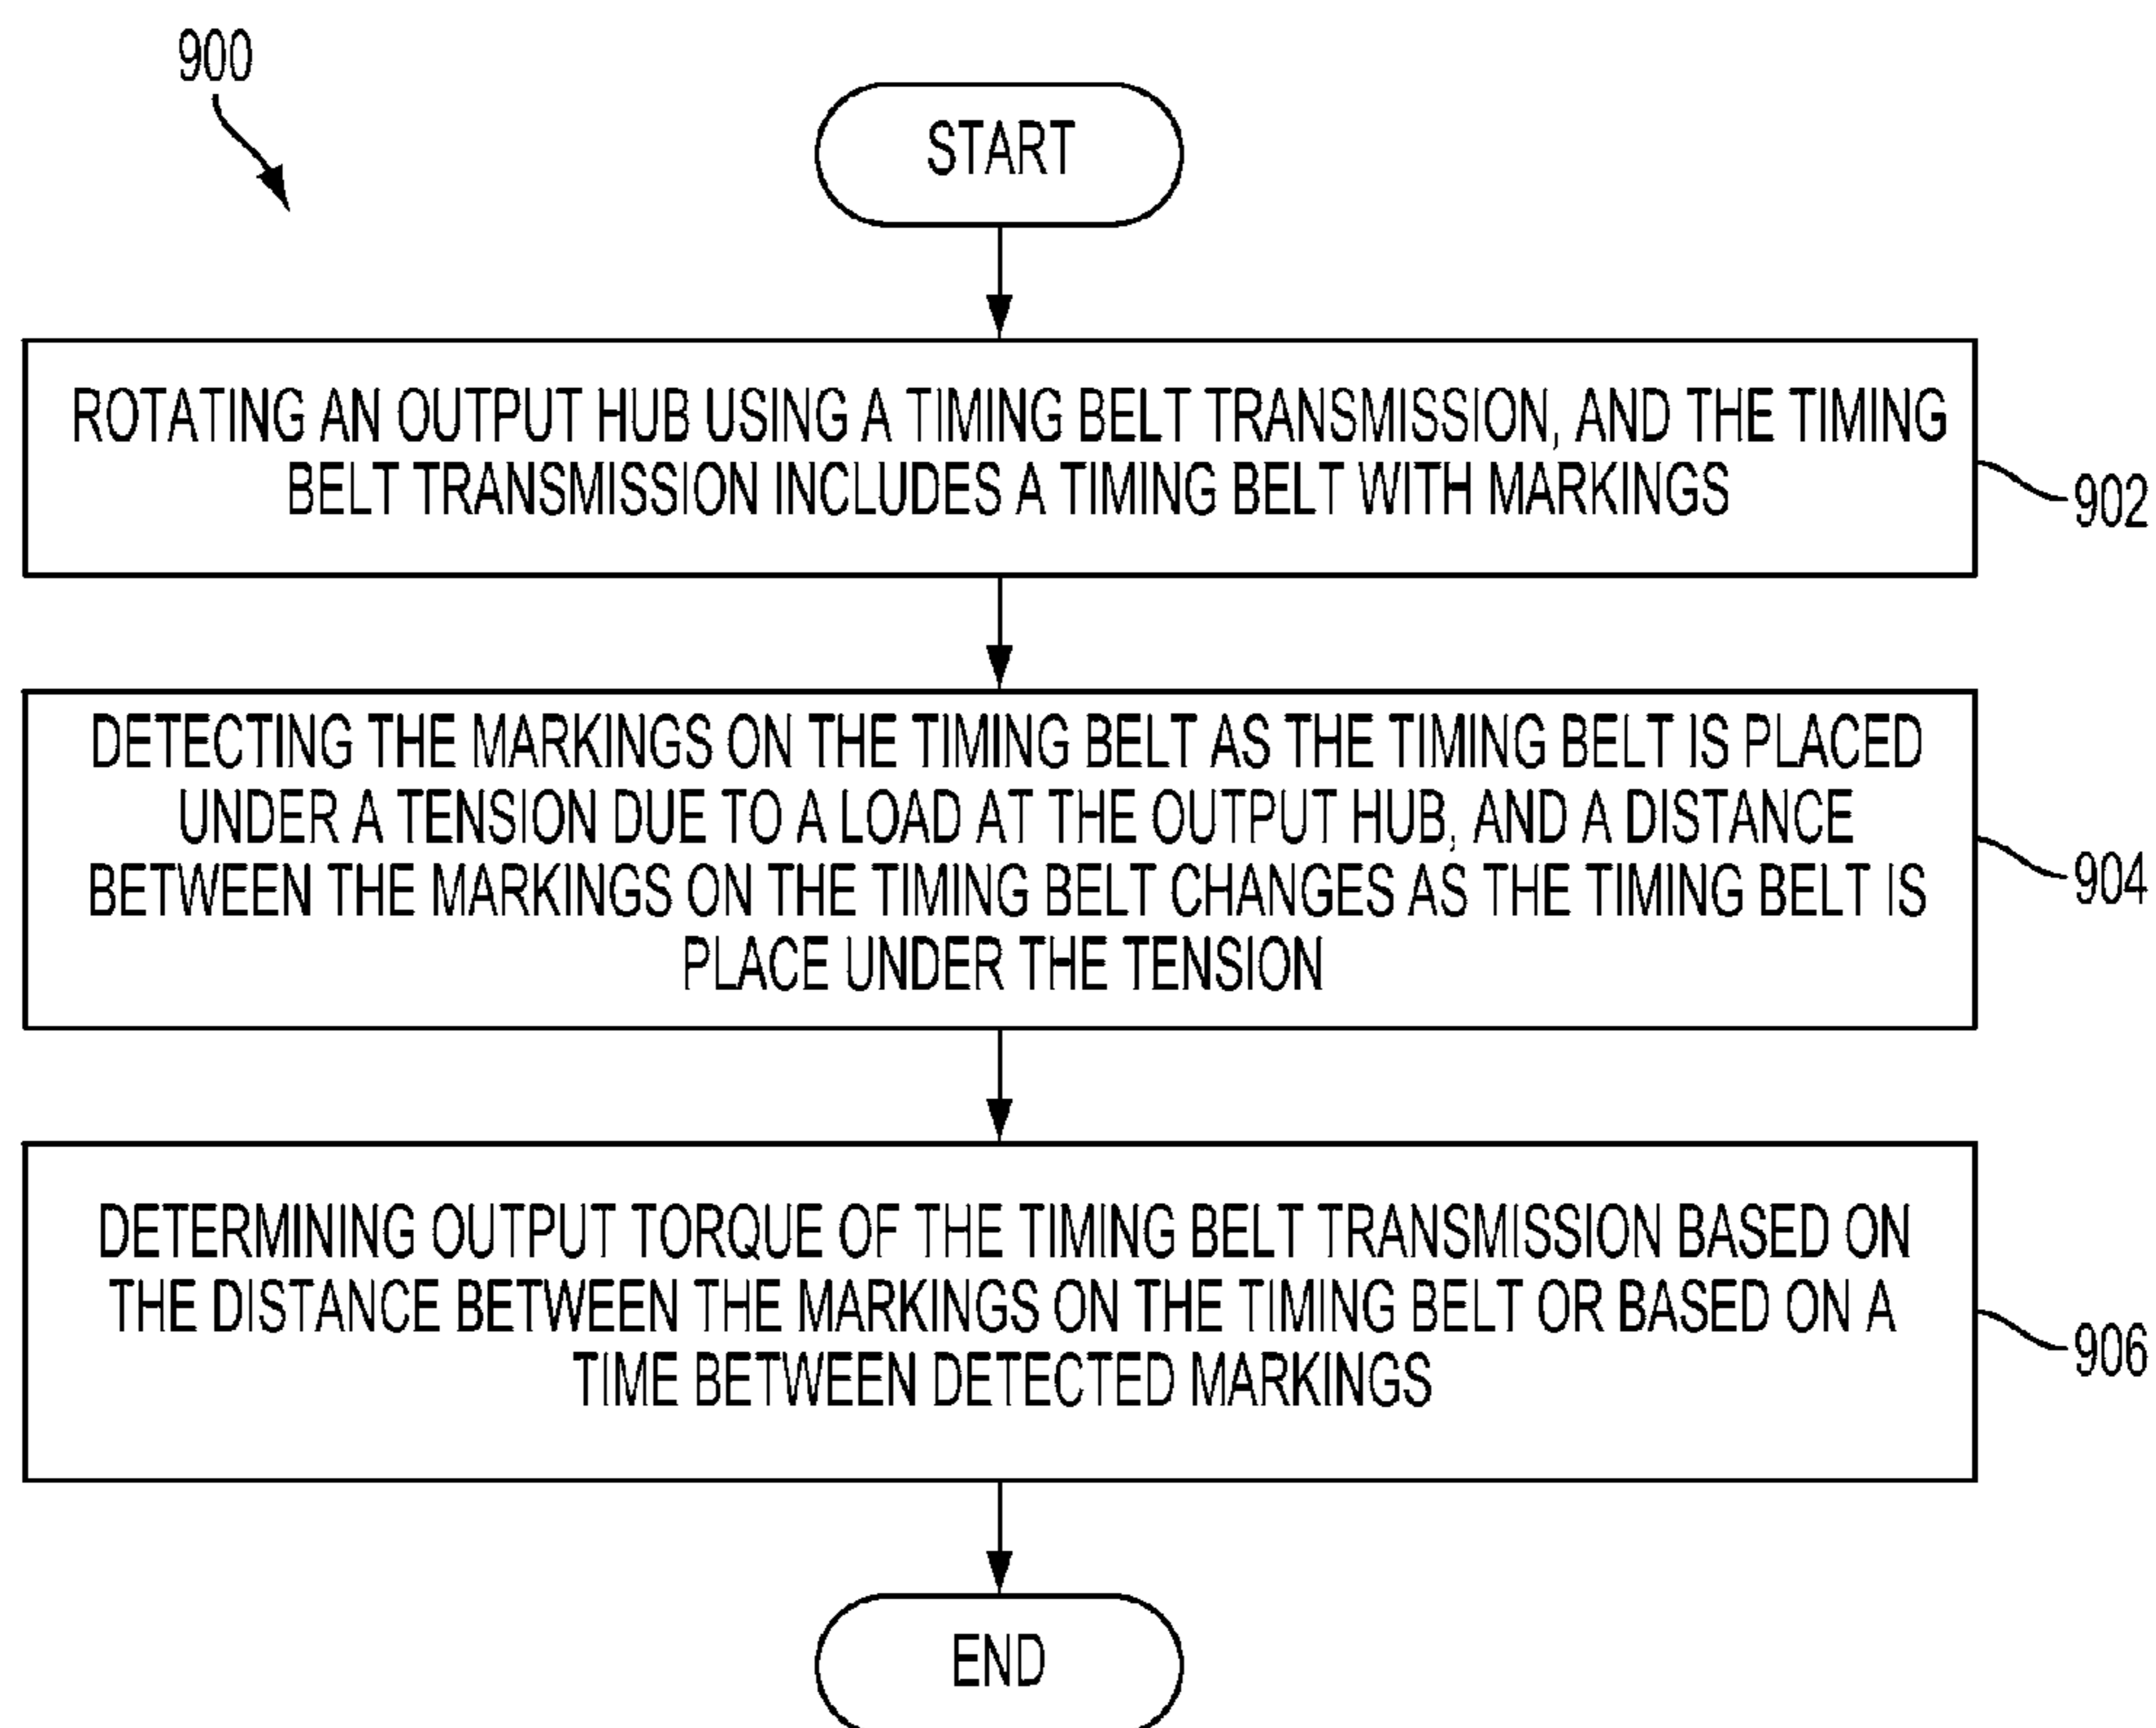 900
START
ROTATING AN OUTPUT HUB USING A TIMING BELT TRANSMISSION, AND THE TIMING
BELT TRANSMISSION INCLUDES A TIMING BELT WITH MARKINGS
902
DETECTING THE MARKINGS ON THE TIMING BELT AS THE TIMING BELT IS PLACED
UNDER A TENSION DUE TO A LOAD AT THE OUTPUT HUB, AND A DISTANCE
BETWEEN THE MARKINGS ON THE TIMING BELT CHANGES AS THE TIMING BELT IS
PLACE UNDER THE TENSION
904
DETERMINING OUTPUT TORQUE OF THE TIMING BELT TRANSMISSION BASED ON
THE DISTANCE BETWEEN THE MARKINGS ON THE TIMING BELT OR BASED ON A
TIME BETWEEN DETECTED MARKINGS
906
END